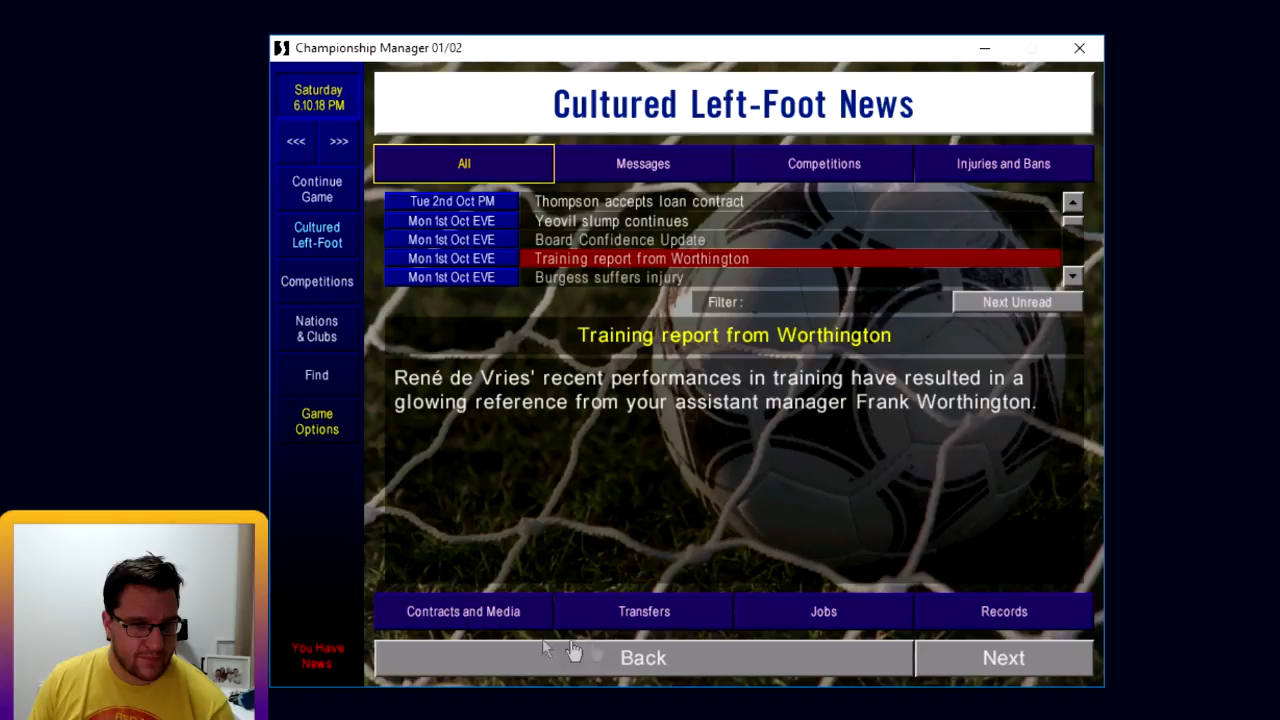 Championship Manager 01/02
Saturday
6.10.18 PM
<<< >>>
Continue
Game
Cultured
Left-Foot
Competitions
Nations
& Clubs
Find
Game
Options
You Have
News
Cultured Left-Foot News
All Messages Competitions Injuries and Bans
Tue 2nd Oct PM Thompson accepts loan contract
Mon 1st Oct EVE Yeovil slump continues
Mon 1st Oct EVE Board Confidence Update
Mon 1st Oct EVE Training report from Worthington
Mon 1st Oct EVE Burgess suffers injury
Filter : Next Unread
Training report from Worthington
René de Vries' recent performances in training have resulted in a
glowing reference from your assistant manager Frank Worthington.
Contracts and Media Transfers Jobs Records
Back Next